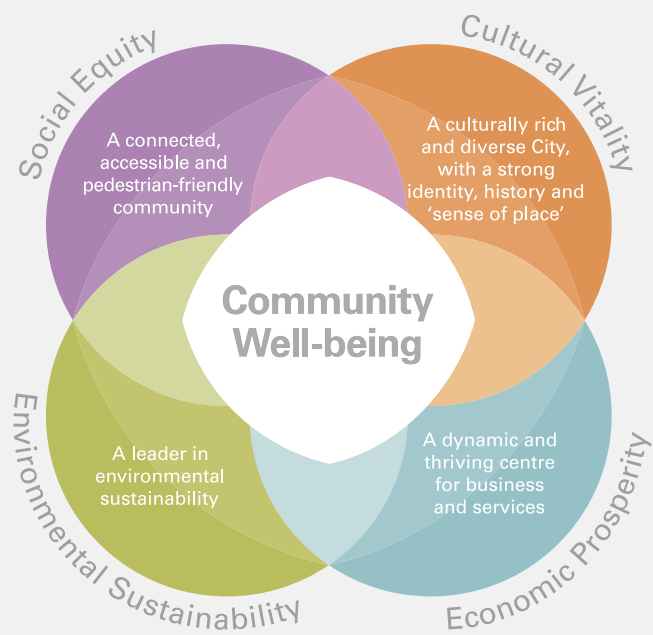 Social Equity
Cultural Vitality
A connected,
accessible and
pedestrian-friendly
community
A culturally rich
and diverse City,
with a strong
identity, history and
‘sense of place’
Community
Well-being
A leader in
environmental
sustainability
A dynamic and
thriving centre
for business
and services
Environmental Sustainability
Economic Prosperity